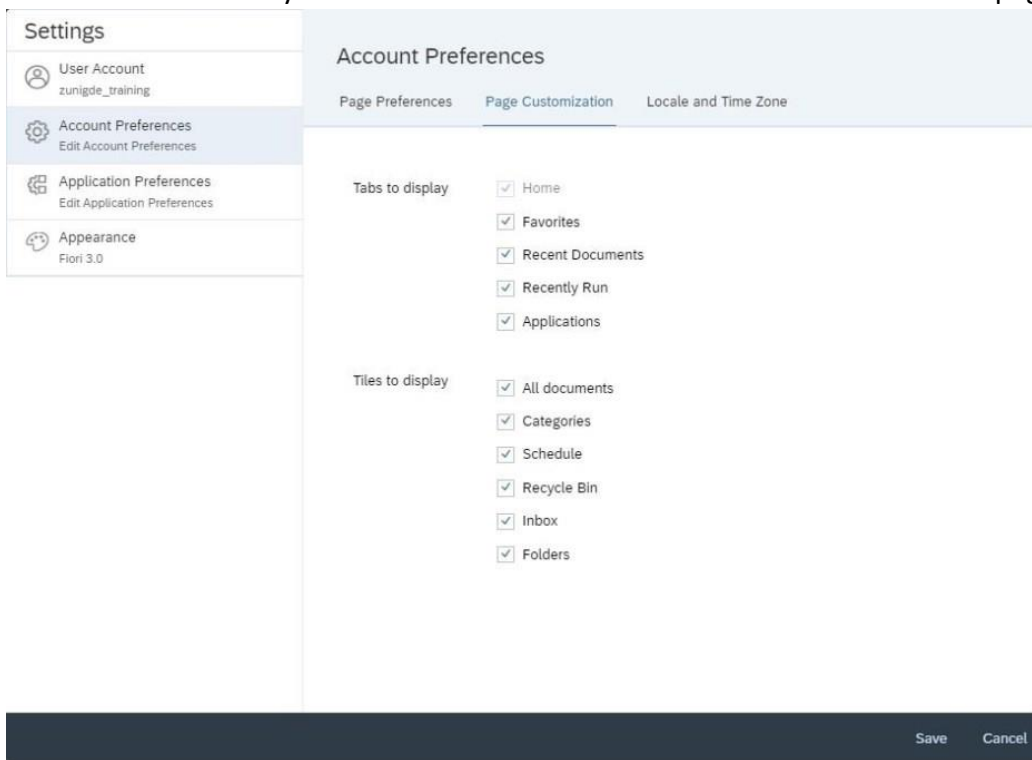 Settings
User Account
zunigde_training
Account Preferences
Edit Account Preferences
Application Preferences
Edit Application Preferences
Appearance
Fiori 3.0
Account Preferences
Page Preferences Page Customization Locale and Time Zone
Tabs to display
Home
Favorites
Recent Documents
Recently Run
Applications
Tiles to display
All documents
Categories
Schedule
Recycle Bin
Inbox
Folders
Save Cancel